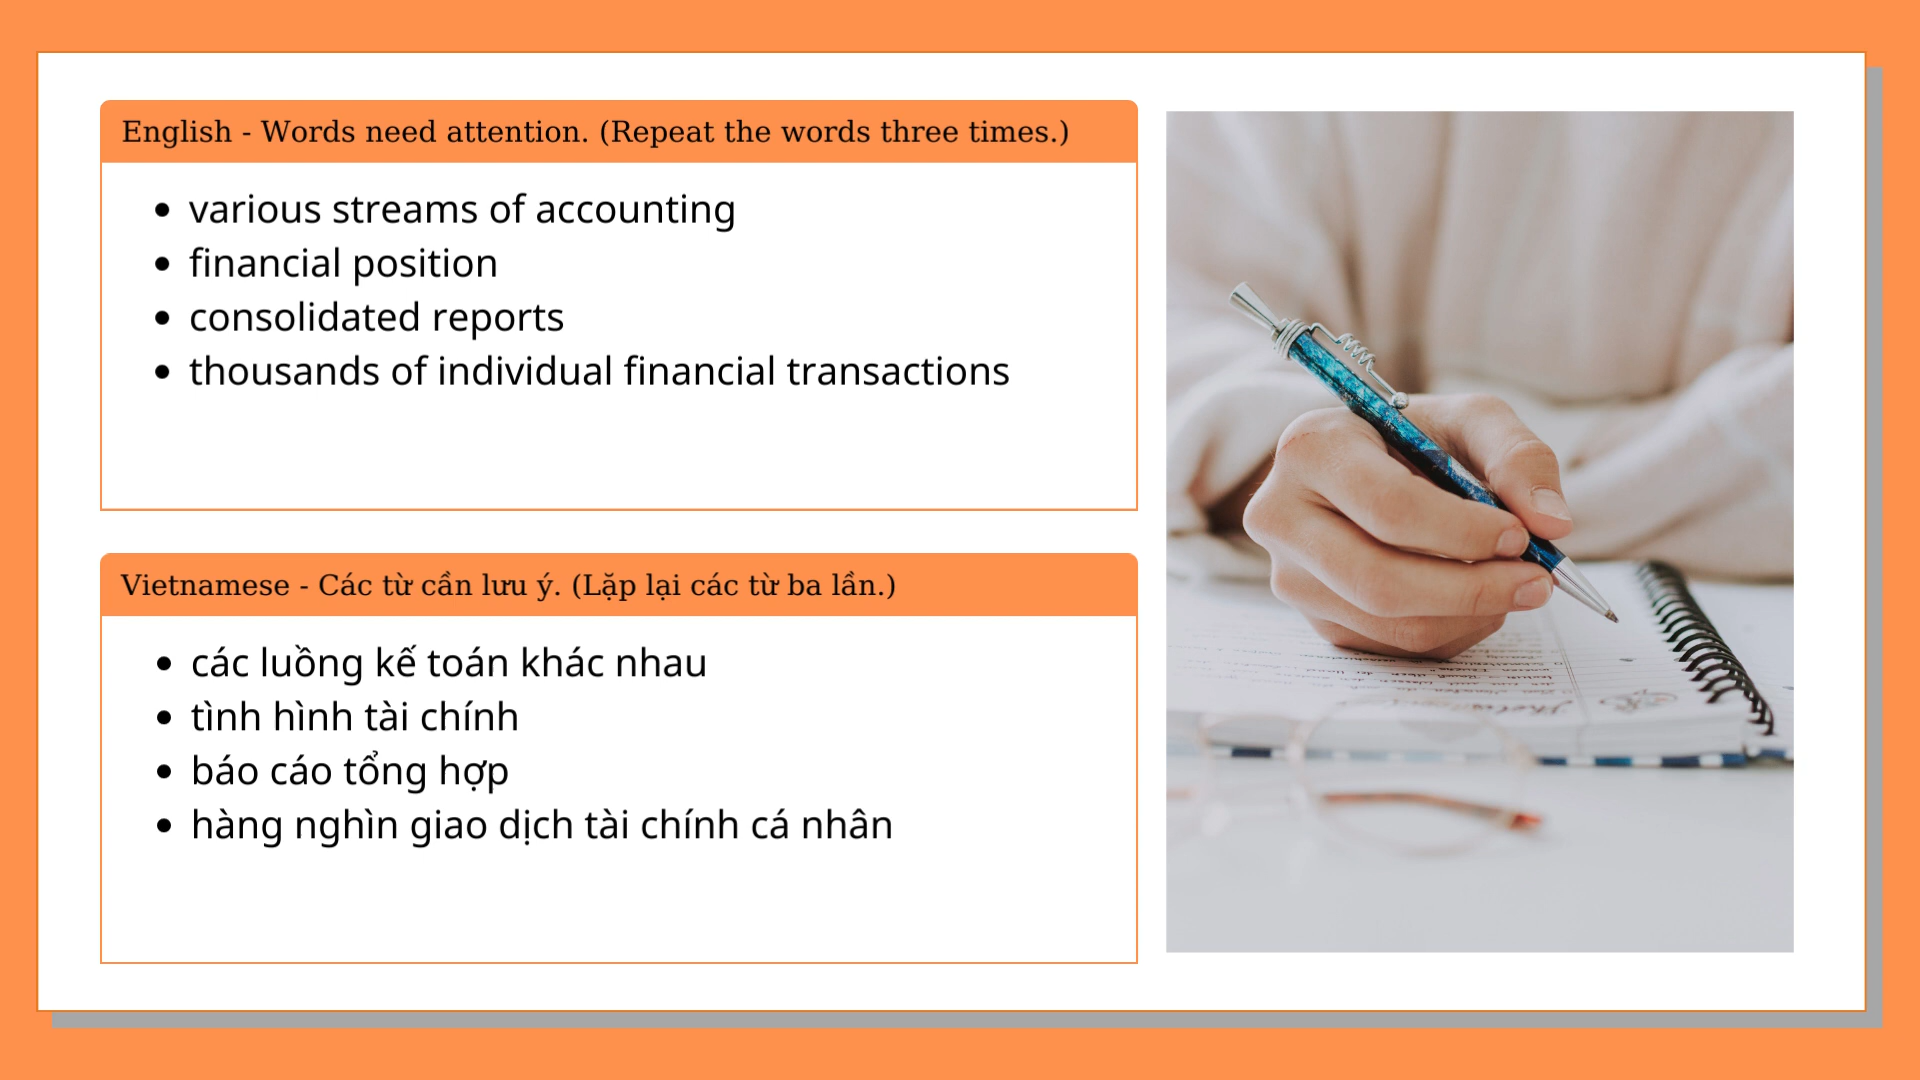 English - Words need attention. (Repeat the words three times.)
• various streams of accounting
• financial position
• consolidated reports
• thousands of individual financial transactions
Vietnamese - Các từ cần lưu ý. (Lặp lại các từ ba lần.)
• các luồng kế toán khác nhau
• tình hình tài chính
• báo cáo tổng hợp
• hàng nghìn giao dịch tài chính cá nhân